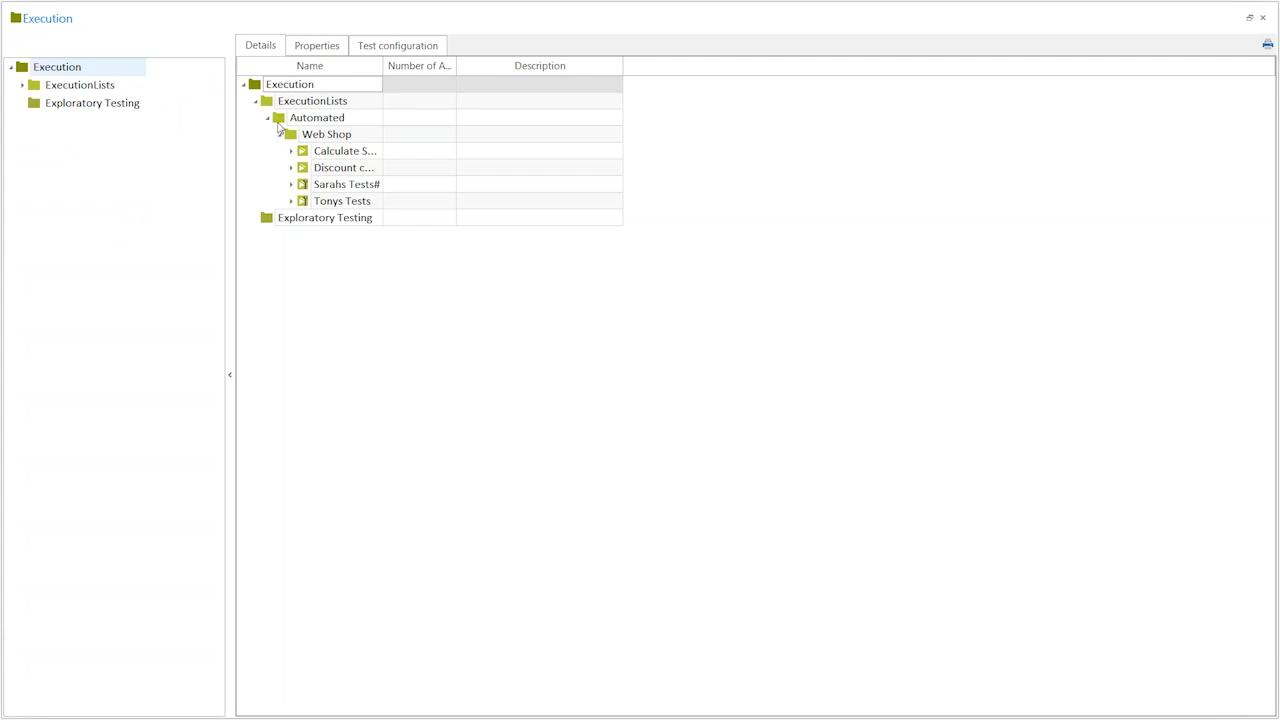 Execution
Details Properties Test configuration
Execution
ExecutionLists
Exploratory Testing
Name Number of A... Description
Execution
ExecutionLists
Automated
Web Shop
Calculate S...
Discount c...
Sarahs Tests#
Tonys Tests
Exploratory Testing